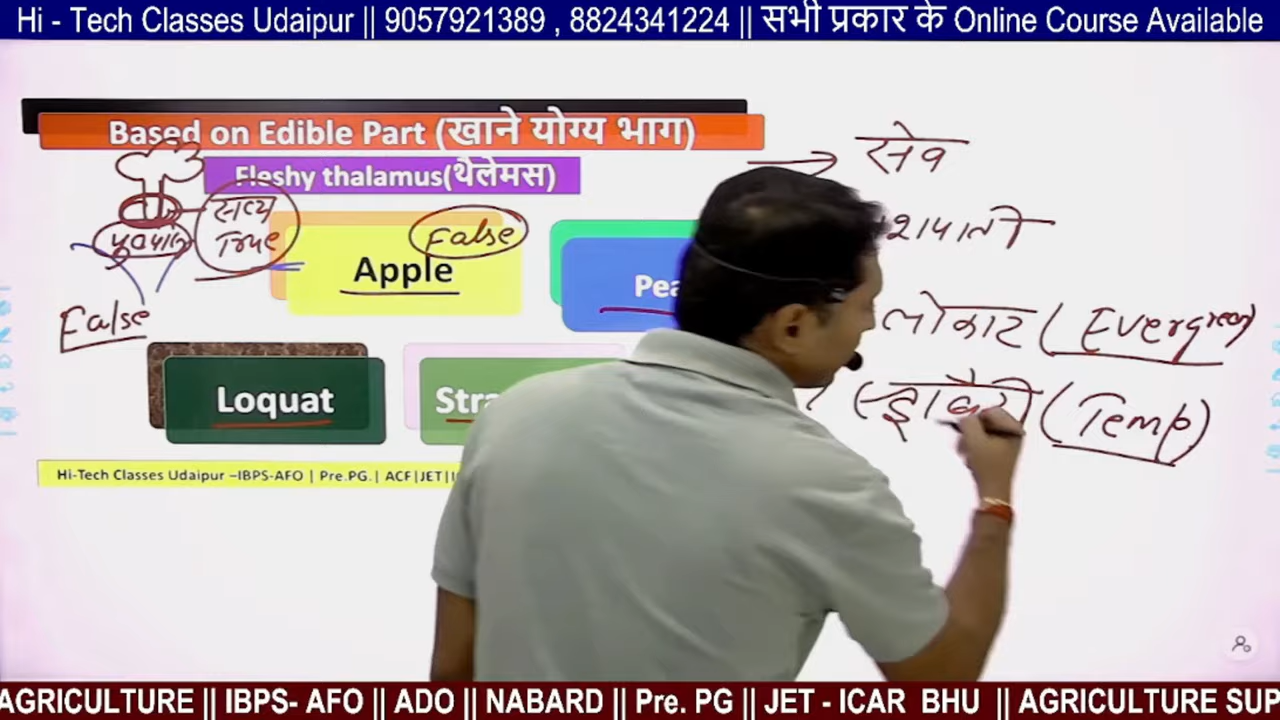 Hi - Tech Classes Udaipur || 9057921389 , 8824341224 || सभी प्रकार के Online Course Available
Based on Edible Part (खाने योग्य भाग)
Fleshy thalamus(थैलेमस)
सेव
सत्य
True
False
Apple
Pea
False
लोकाट (Evergreen)
Loquat
Stra
(Temp)
Hi-Tech Classes Udaipur –IBPS-AFO | Pre.PG.| ACF|JET|
AGRICULTURE || IBPS- AFO || ADO || NABARD || Pre. PG || JET - ICAR BHU || AGRICULTURE SUP